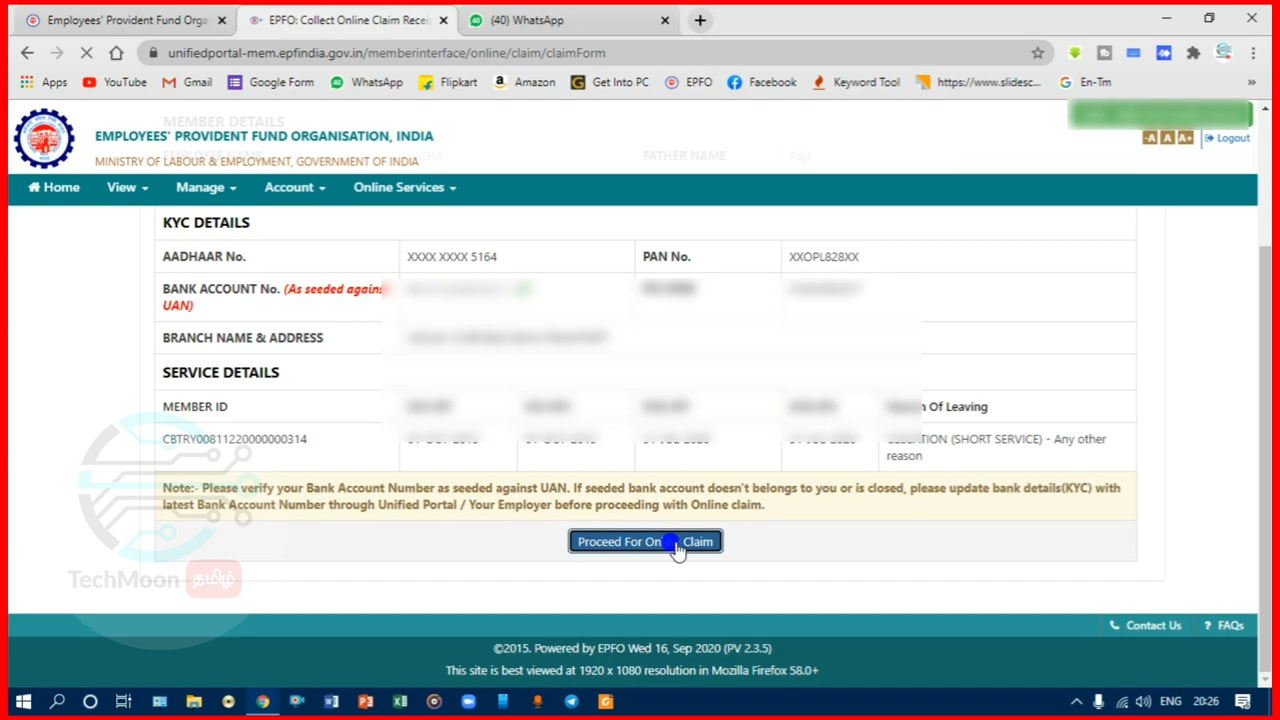 Employees' Provident Fund Orga
EPFO: Collect Online Claim Recei
(40) WhatsApp
unifiedportal-mem.epfindia.gov.in/memberinterface/online/claim/claimForm
Apps YouTube Gmail Google Form WhatsApp Flipkart Amazon Get Into PC EPFO Facebook Keyword Tool https://www.slidesc... En-Tm »
MEMBER DETAILS
EMPLOYEES' PROVIDENT FUND ORGANISATION, INDIA
-A A A+ Logout
EMPLOYEE NAME FATHER NAME Raja
MINISTRY OF LABOUR & EMPLOYMENT, GOVERNMENT OF INDIA
Home View Manage Account Online Services
KYC DETAILS
AADHAAR No. XXXX XXXX 5164 PAN No. XXOPL828XX
BANK ACCOUNT No. (As seeded against
UAN)
BRANCH NAME & ADDRESS
SERVICE DETAILS
MEMBER ID Of Leaving
CBTRY00811220000000314 (SHORT SERVICE) - Any other
reason
Note:- Please verify your Bank Account Number as seeded against UAN. If seeded bank account doesn't belongs to you or is closed, please update bank details(KYC) with
latest Bank Account Number through Unified Portal / Your Employer before proceeding with Online claim.
Proceed For Online Claim
TechMoon தமிழ்
Contact Us ? FAQs
©2015. Powered by EPFO Wed 16, Sep 2020 (PV 2.3.5)
This site is best viewed at 1920 x 1080 resolution in Mozilla Firefox 58.0+
ENG 20:26